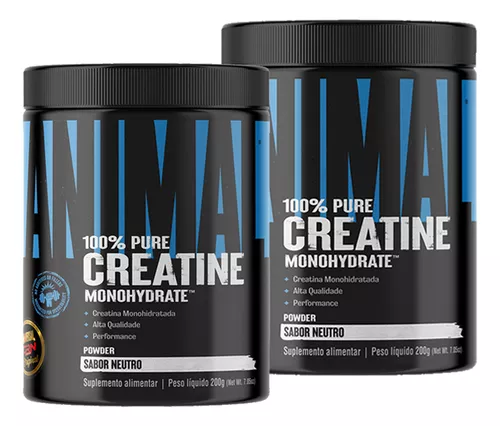 ANIMAL
100% PURE
CREATINE
MONOHYDRATE™
+ Creatina Monohidratada
+ Alta Qualidade
+ Performance
POWDER
SABOR NEUTRO
Suplemento alimentar | Peso líquido 200g (Net Wt. 7.05oz)
ANIMAL
100% PURE
CREATINE
MONOHYDRATE™
+ Creatina Monohidratada
+ Alta Qualidade
+ Performance
POWDER
SABOR NEUTRO
Suplemento alimentar | Peso líquido 200g (Net Wt. 7.05oz)